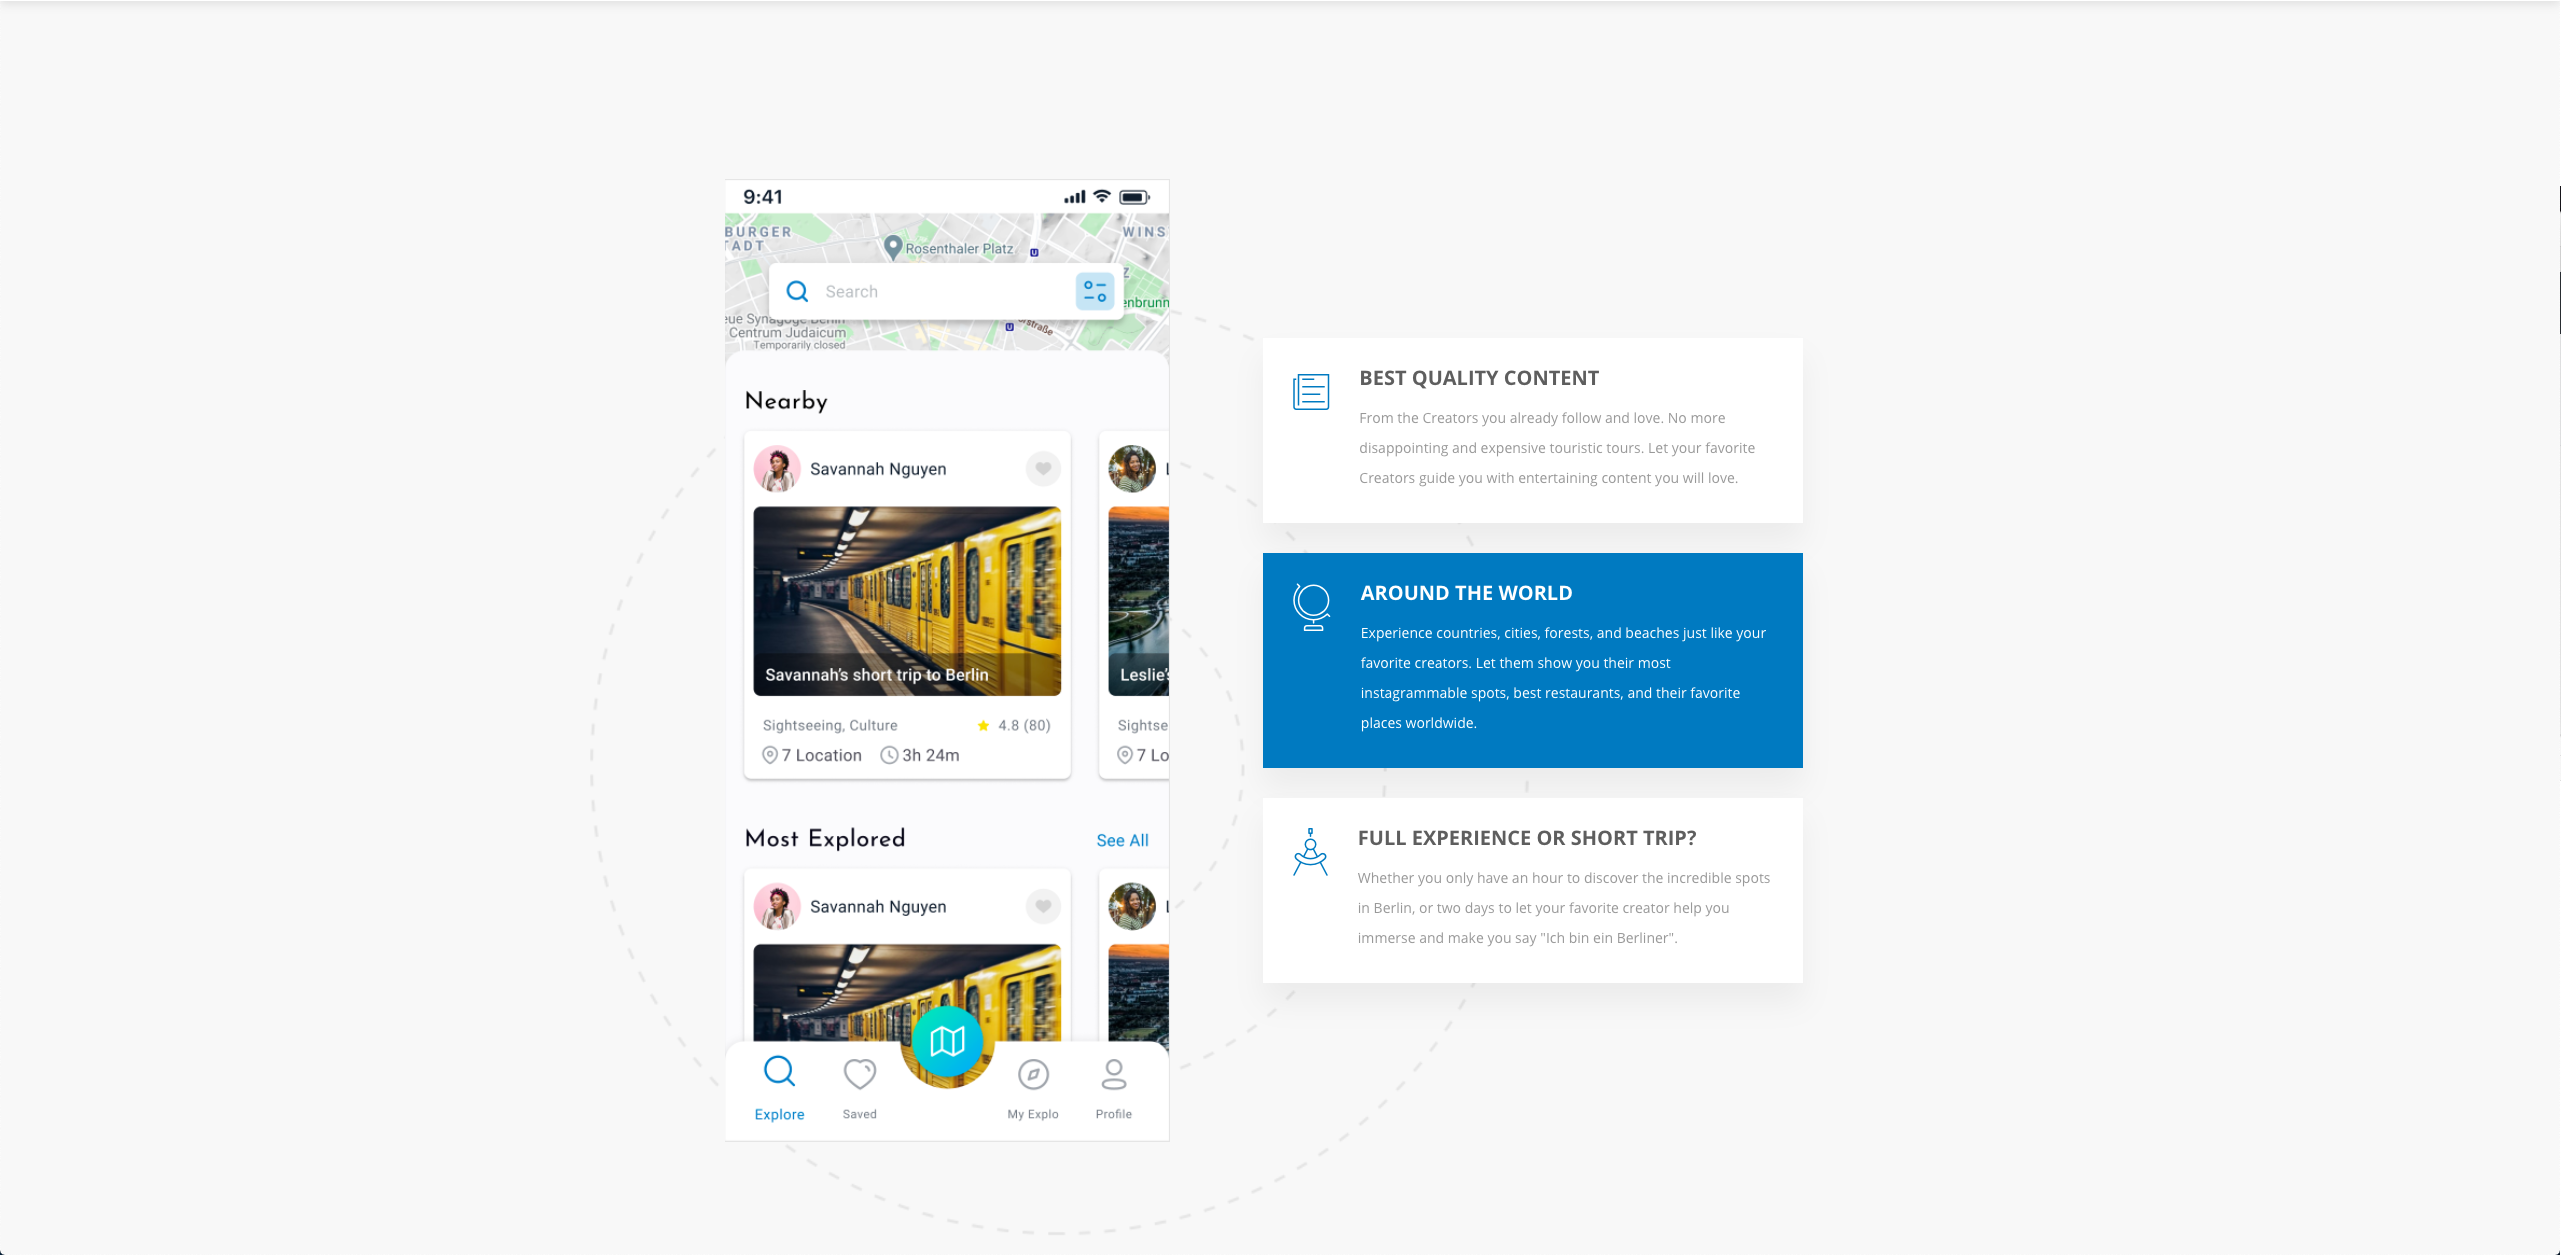 9:41
BURGER
TADT
WINS
Rosenthaler Platz
Search
enbrunn
Centrum Judaicum
Temporarily closed
Nearby
Savannah Nguyen
Savannah's short trip to Berlin
Leslie's
Sightseeing, Culture
4.8 (80)
Sightse
7 Location
3h 24m
7 Lo
Most Explored
See All
Savannah Nguyen
Explore
Saved
My Explo
Profile
BEST QUALITY CONTENT
From the Creators you already follow and love. No more
disappointing and expensive touristic tours. Let your favorite
Creators guide you with entertaining content you will love.
AROUND THE WORLD
Experience countries, cities, forests, and beaches just like your
favorite creators. Let them show you their most
instagrammable spots, best restaurants, and their favorite
places worldwide.
FULL EXPERIENCE OR SHORT TRIP?
Whether you only have an hour to discover the incredible spots
in Berlin, or two days to let your favorite creator help you
immerse and make you say "Ich bin ein Berliner".